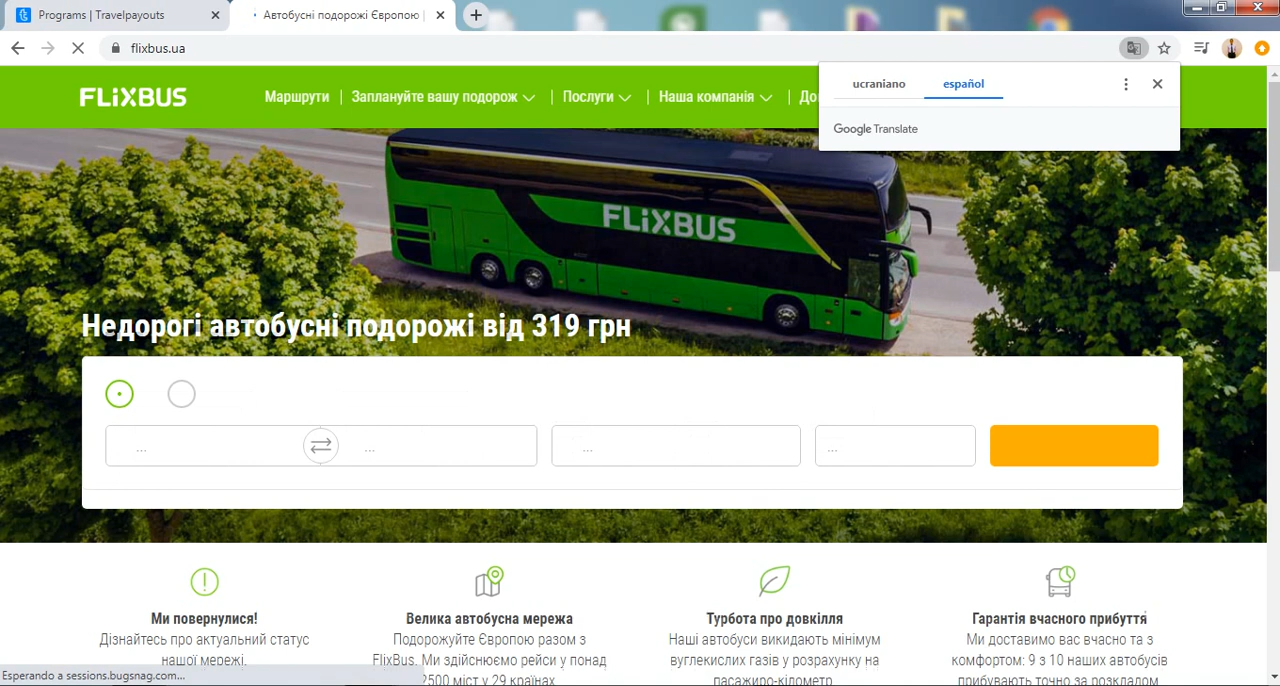 Programs | Travelpayouts
Автобусні подорожі Європою |
flixbus.ua
ucraniano
español
Google Translate
FLiXBUS
Маршрути
Заплануйте вашу подорож
Послуги
Наша компанія
До
FLiXBUS
Недорогі автобусні подорожі від 319 грн
...
...
...
...
Ми повернулися!
Дізнайтесь про актуальний статус
нашої мережі.
Велика автобусна мережа
Подорожуйте Європою разом з
FlixBus. Ми здійснюємо рейси у понад
2500 міст у 29 країнах
Турбота про довкілля
Наші автобуси викидають мінімум
вуглекислих газів у розрахунку на
пасажиро-кілометр
Гарантія вчасного прибуття
Ми доставимо вас вчасно та з
комфортом: 9 з 10 наших автобусів
прибувають точно за розкладом
Esperando a sessions.bugsnag.com...